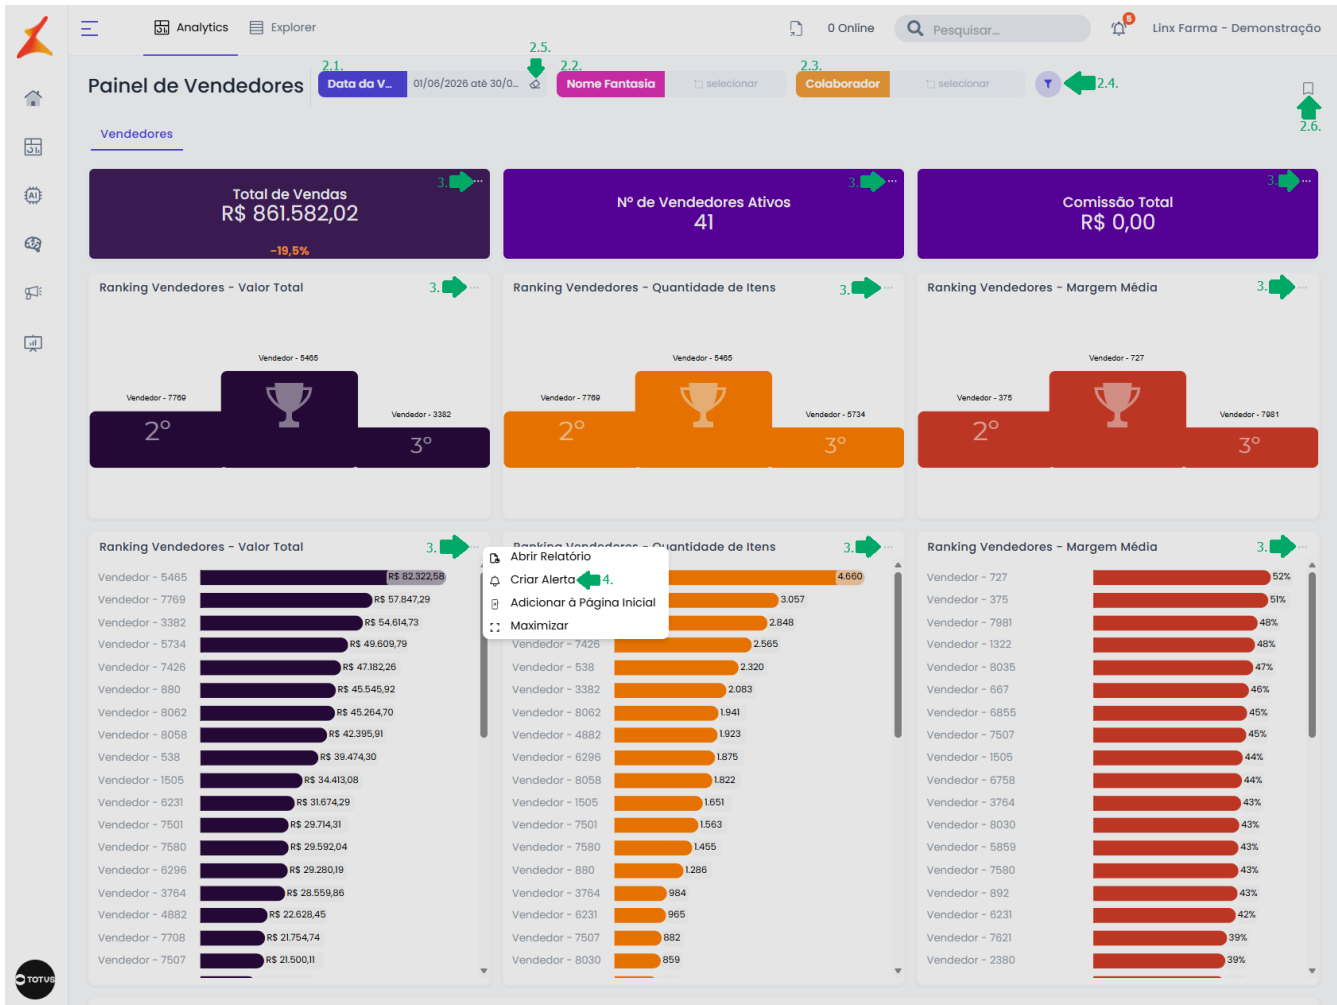 Analytics
Explorer
0 Online
Pesquisar...
5
Linx Farma - Demonstração
2.5.
Painel de Vendedores
2.1.
Data da V...
01/06/2026 até 30/0...
2.2.
Nome Fantasia
selecionar
2.3.
Colaborador
selecionar
2.4.
2.6.
Vendedores
AI
3.
Total de Vendas
R$ 861.582,02
-19,5%
3.
Nº de Vendedores Ativos
41
3.
Comissão Total
R$ 0,00
Ranking Vendedores - Valor Total
3.
Vendedor - 5465
Vendedor - 7769
Vendedor - 3382
2º
3º
Ranking Vendedores - Quantidade de Itens
3.
Vendedor - 5465
Vendedor - 7769
Vendedor - 5734
2º
3º
Ranking Vendedores - Margem Média
3.
Vendedor - 727
Vendedor - 375
Vendedor - 7981
2º
3º
Ranking Vendedores - Valor Total
3.
Vendedor - 5465 R$ 82.322,58
Vendedor - 7769 R$ 57.847,29
Vendedor - 3382 R$ 54.614,73
Vendedor - 5734 R$ 49.609,79
Vendedor - 7426 R$ 47.182,26
Vendedor - 880 R$ 45.545,92
Vendedor - 8062 R$ 45.264,70
Vendedor - 8058 R$ 42.395,91
Vendedor - 538 R$ 39.474,30
Vendedor - 1505 R$ 34.413,08
Vendedor - 6231 R$ 31.674,29
Vendedor - 7501 R$ 29.714,31
Vendedor - 7580 R$ 29.592,04
Vendedor - 6296 R$ 29.280,19
Vendedor - 3764 R$ 28.559,86
Vendedor - 4882 R$ 22.628,45
Vendedor - 7708 R$ 21.754,74
Vendedor - 7507 R$ 21.500,11
Abrir Relatório
Criar Alerta 4.
Adicionar à Página Inicial
Maximizar
Ranking Vendedores - Quantidade de Itens
3.
4.660
3.057
2.848
Vendedor - 7426 2.565
Vendedor - 538 2.320
Vendedor - 3382 2.083
Vendedor - 8062 1.941
Vendedor - 4882 1.923
Vendedor - 6296 1.875
Vendedor - 8058 1.822
Vendedor - 1505 1.651
Vendedor - 7501 1.563
Vendedor - 7580 1.455
Vendedor - 880 1.286
Vendedor - 3764 984
Vendedor - 6231 965
Vendedor - 7507 882
Vendedor - 8030 859
Ranking Vendedores - Margem Média
3.
Vendedor - 727 52%
Vendedor - 375 51%
Vendedor - 7981 48%
Vendedor - 1322 48%
Vendedor - 8035 47%
Vendedor - 667 46%
Vendedor - 6855 45%
Vendedor - 7507 45%
Vendedor - 1505 44%
Vendedor - 6758 44%
Vendedor - 3764 43%
Vendedor - 8030 43%
Vendedor - 5859 43%
Vendedor - 7580 43%
Vendedor - 892 43%
Vendedor - 6231 42%
Vendedor - 7621 39%
Vendedor - 2380 39%
TOTVS